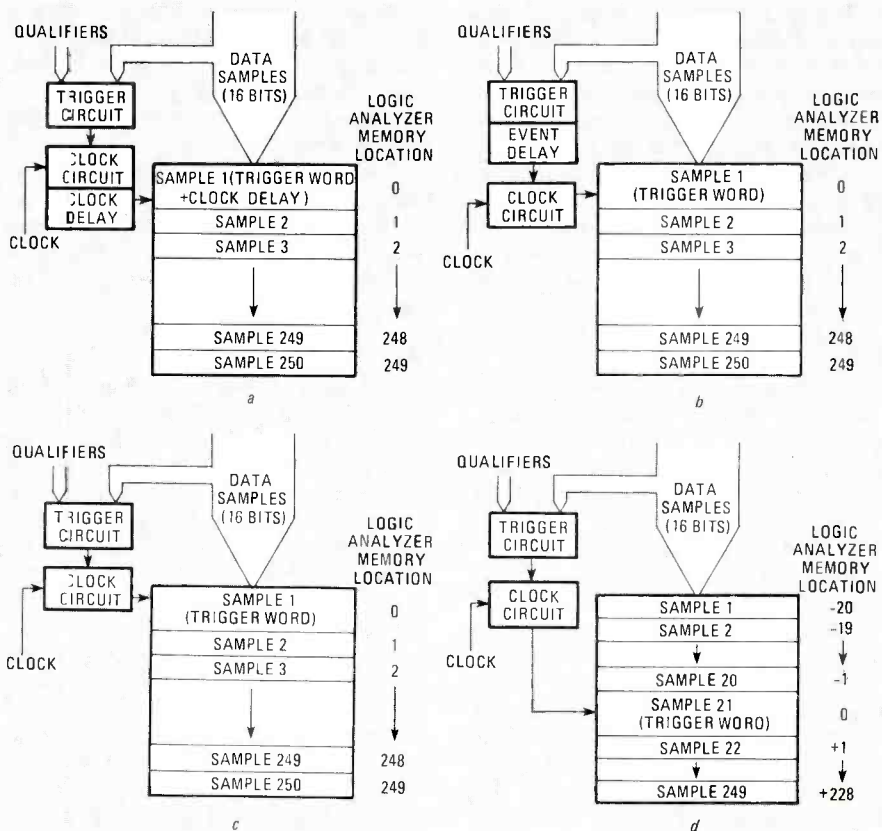 QUALIFIERS
DATA
SAMPLES
(16 BITS)
TRIGGER
CIRCUIT
CLOCK
CIRCUIT
CLOCK
DELAY
CLOCK
LOGIC
ANALYZER
MEMORY
LOCATION
SAMPLE 1(TRIGGER WORD
+CLOCK DELAY)
0
SAMPLE 2
1
SAMPLE 3
2
SAMPLE 249
248
SAMPLE 250
249
a
QUALIFIERS
DATA
SAMPLES
(16 BITS)
TRIGGER
CIRCUIT
EVENT
DELAY
CLOCK
CIRCUIT
CLOCK
LOGIC
ANALYZER
MEMORY
LOCATION
SAMPLE 1
(TRIGGER WORD)
0
SAMPLE 2
1
SAMPLE 3
2
SAMPLE 249
248
SAMPLE 250
249
b
QUALIFIERS
DATA
SAMPLES
(16 BITS)
TRIGGER
CIRCUIT
CLOCK
CIRCUIT
CLOCK
LOGIC
ANALYZER
MEMORY
LOCATION
SAMPLE 1
(TRIGGER WORD)
0
SAMPLE 2
1
SAMPLE 3
2
SAMPLE 249
248
SAMPLE 250
249
c
QUALIFIERS
DATA
SAMPLES
(16 BITS)
TRIGGER
CIRCUIT
CLOCK
CIRCUIT
CLOCK
LOGIC
ANALYZER
MEMORY
LOCATION
SAMPLE 1
-20
SAMPLE 2
-19
SAMPLE 20
-1
SAMPLE 21
(TRIGGER WORD)
0
SAMPLE 22
+1
SAMPLE 249
+228
d